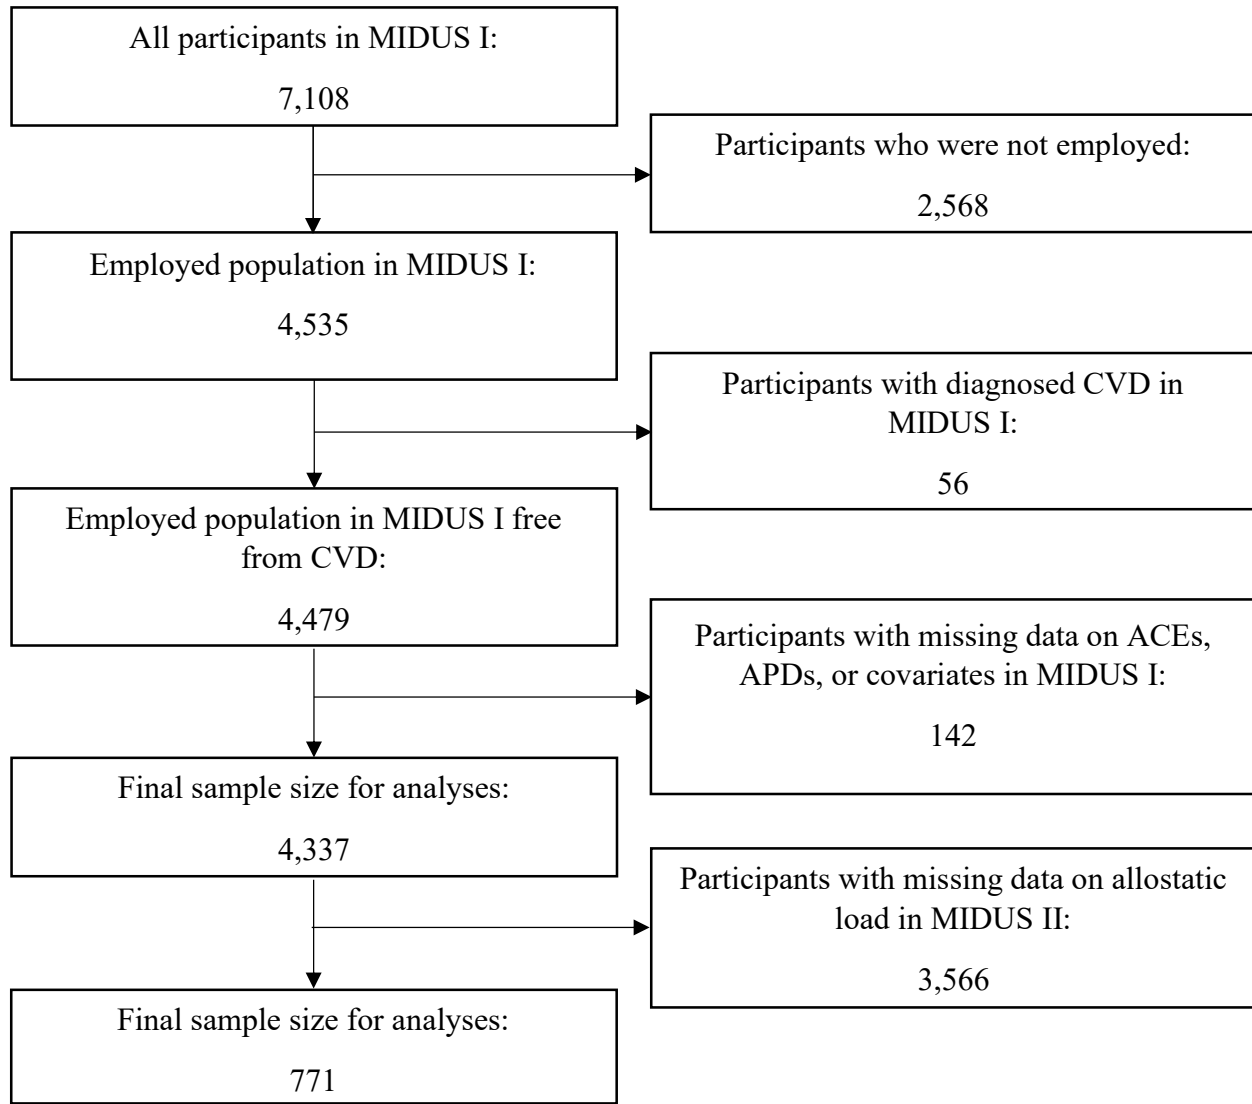 All participants in MIDUS I:
7,108
Participants who were not employed:
2,568
Employed population in MIDUS I:
4,535
Participants with diagnosed CVD in
MIDUS I:
56
Employed population in MIDUS I free
from CVD:
4,479
Participants with missing data on ACEs,
APDs, or covariates in MIDUS I:
142
Final sample size for analyses:
4,337
Participants with missing data on allostatic
load in MIDUS II:
3,566
Final sample size for analyses:
771